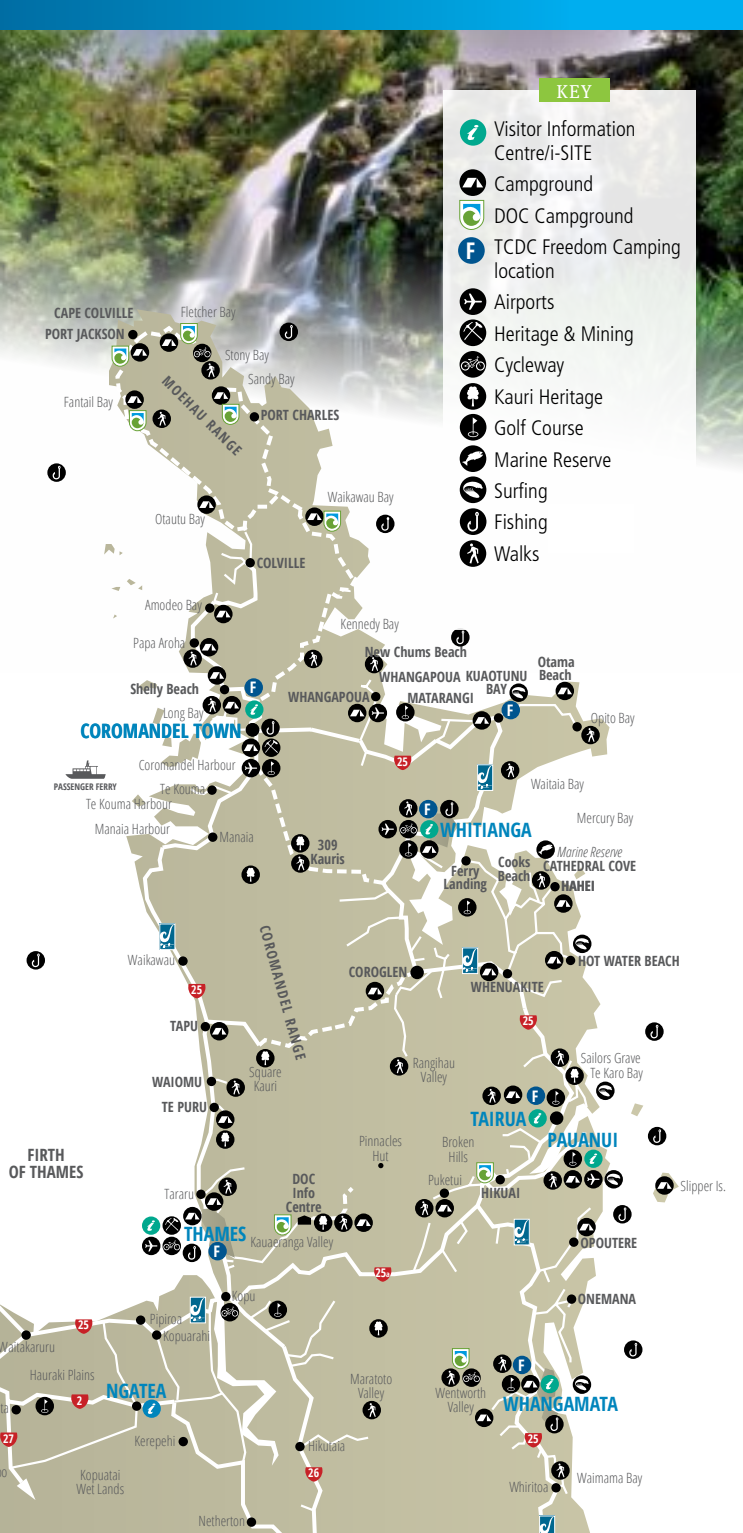 KEY
Visitor Information
Centre/i-SITE
Campground
DOC Campground
F TCDC Freedom Camping
location
Airports
Heritage & Mining
Cycleway
Kauri Heritage
Golf Course
Marine Reserve
Surfing
Fishing
Walks
CAPE COLVILLE
Fletcher Bay
PORT JACKSON
Stony Bay
Sandy Bay
Fantail Bay
MOEHAU RANGE
PORT CHARLES
Waikawau Bay
Otautu Bay
COLVILLE
Amodeo Bay
Kennedy Bay
Papa Aroha
New Chums Beach
Otama
Beach
WHANGAPOUA
KUAOTUNU
BAY
Shelly Beach
F
WHANGAPOUA
MATARANGI
Long Bay
F
Opito Bay
COROMANDEL TOWN
25
Coromandel Harbour
PASSENGER FERRY
Te Kouma
Waitaia Bay
Te Kouma Harbour
F
Mercury Bay
Manaia Harbour
Manaia
WHITIANGA
309
Kauris
Marine Reserve
CATHEDRAL COVE
Cooks
Beach
Ferry
Landing
HAHEI
COROMANDEL RANGE
Waikawau
HOT WATER BEACH
COROGLEN
WHENUAKITE
25
25
TAPU
Square
Kauri
Rangihau
Valley
Sailors Grave
Te Karo Bay
WAIOMU
F
TE PURU
TAIRUA
PAUANUI
FIRTH
OF THAMES
Pinnacles
Hut
Broken
Hills
Slipper Is.
Tararu
DOC
Info
Centre
Puketui
HIKUAI
THAMES
Kauaeranga Valley
F
OPOUTERE
25a
Kopu
ONEMANA
25
Pipiroa
Kopuarahi
Waitakaruru
F
Hauraki Plains
NGATEA
2
Maratoto
Valley
Wentworth
Valley
WHANGAMATA
27
Kerepehi
Hikutaia
25
Kopuatai
Wet Lands
26
Whiritoa
Waimama Bay
Netherton